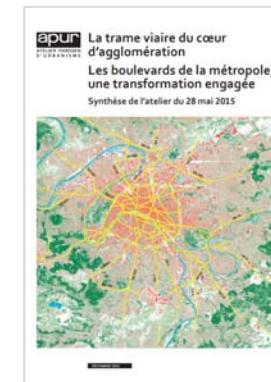 apur
ATELIER PARISIEN
D'URBANISME
La trame viaire du cœur
d'agglomération
Les boulevards de la métropole,
une transformation engagée
Synthèse de l'atelier du 28 mai 2015